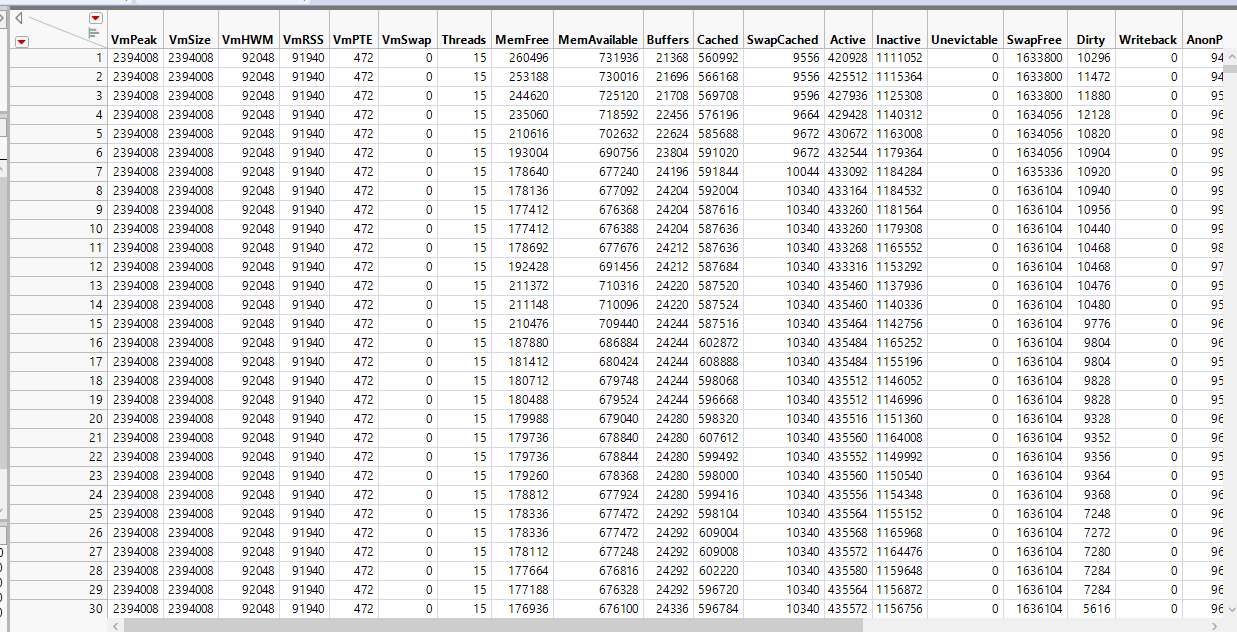 VmPeak VmSize VmHWM VmRSS VmPTE VmSwap Threads MemFree MemAvailable Buffers Cached SwapCached Active Inactive Unevictable SwapFree Dirty Writeback AnonP
1 2394008 2394008 92048 91940 472 0 15 260496 731936 21368 560992 9556 420928 1111052 0 1633800 10296 0 94
2 2394008 2394008 92048 91940 472 0 15 253188 730016 21696 566168 9556 425512 1115364 0 1633800 11472 0 94
3 2394008 2394008 92048 91940 472 0 15 244620 725120 21708 569708 9596 427936 1125308 0 1633800 11880 0 95
4 2394008 2394008 92048 91940 472 0 15 235060 718592 22456 576196 9664 429428 1140312 0 1634056 12128 0 96
5 2394008 2394008 92048 91940 472 0 15 210616 702632 22624 585688 9672 430672 1163008 0 1634056 10820 0 98
6 2394008 2394008 92048 91940 472 0 15 193004 690756 23804 591020 9672 432544 1179364 0 1634056 10904 0 99
7 2394008 2394008 92048 91940 472 0 15 178640 677240 24196 591844 10044 433092 1184284 0 1635336 10920 0 99
8 2394008 2394008 92048 91940 472 0 15 178136 677092 24204 592004 10340 433164 1184532 0 1636104 10940 0 99
9 2394008 2394008 92048 91940 472 0 15 177412 676368 24204 587616 10340 433260 1181564 0 1636104 10956 0 99
10 2394008 2394008 92048 91940 472 0 15 177412 676388 24204 587636 10340 433260 1179308 0 1636104 10440 0 99
11 2394008 2394008 92048 91940 472 0 15 178692 677676 24212 587636 10340 433268 1165552 0 1636104 10468 0 98
12 2394008 2394008 92048 91940 472 0 15 192428 691456 24212 587684 10340 433316 1153292 0 1636104 10468 0 97
13 2394008 2394008 92048 91940 472 0 15 211372 710316 24220 587520 10340 435460 1137936 0 1636104 10476 0 95
14 2394008 2394008 92048 91940 472 0 15 211148 710096 24220 587524 10340 435460 1140336 0 1636104 10480 0 95
15 2394008 2394008 92048 91940 472 0 15 210476 709440 24244 587516 10340 435464 1142756 0 1636104 9776 0 96
16 2394008 2394008 92048 91940 472 0 15 187880 686884 24244 602872 10340 435484 1165252 0 1636104 9804 0 96
17 2394008 2394008 92048 91940 472 0 15 181412 680424 24244 608888 10340 435484 1155196 0 1636104 9804 0 95
18 2394008 2394008 92048 91940 472 0 15 180712 679748 24244 598068 10340 435512 1146052 0 1636104 9828 0 95
19 2394008 2394008 92048 91940 472 0 15 180488 679524 24244 596668 10340 435512 1146996 0 1636104 9828 0 95
20 2394008 2394008 92048 91940 472 0 15 179988 679040 24280 598320 10340 435516 1151360 0 1636104 9328 0 96
21 2394008 2394008 92048 91940 472 0 15 179736 678840 24280 607612 10340 435560 1164008 0 1636104 9352 0 96
22 2394008 2394008 92048 91940 472 0 15 179736 678844 24280 599492 10340 435552 1149992 0 1636104 9356 0 95
23 2394008 2394008 92048 91940 472 0 15 179260 678368 24280 598000 10340 435560 1150540 0 1636104 9364 0 95
24 2394008 2394008 92048 91940 472 0 15 178812 677924 24280 599416 10340 435556 1154348 0 1636104 9368 0 96
25 2394008 2394008 92048 91940 472 0 15 178336 677472 24292 598104 10340 435564 1155152 0 1636104 7248 0 96
26 2394008 2394008 92048 91940 472 0 15 178336 677472 24292 609004 10340 435568 1165968 0 1636104 7272 0 96
27 2394008 2394008 92048 91940 472 0 15 178112 677248 24292 609008 10340 435572 1164476 0 1636104 7280 0 96
28 2394008 2394008 92048 91940 472 0 15 177664 676816 24292 602220 10340 435580 1159648 0 1636104 7284 0 96
29 2394008 2394008 92048 91940 472 0 15 177188 676328 24292 596720 10340 435564 1156872 0 1636104 7284 0 96
30 2394008 2394008 92048 91940 472 0 15 176936 676100 24336 596784 10340 435572 1156756 0 1636104 5616 0 96